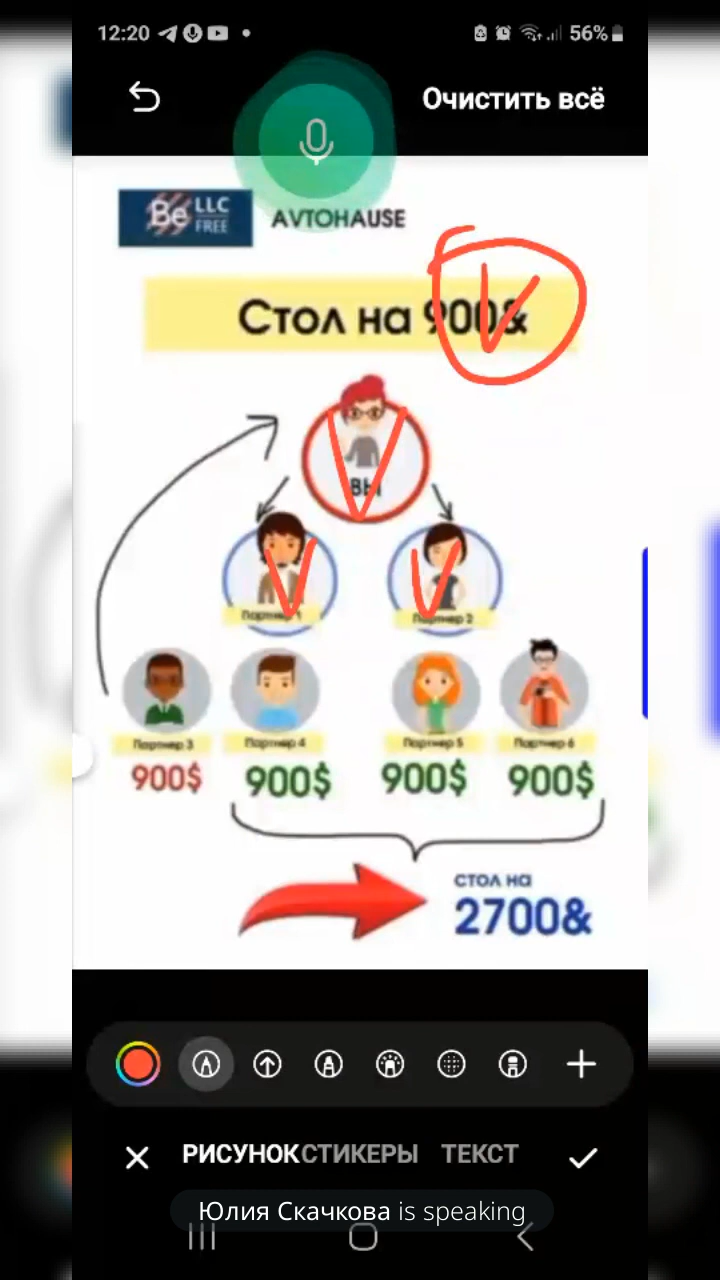 12:20
56%
Очистить всё
Be LLC
FREE
AVTOHAUSE
Стол на 900&
ВЫ
Партнер 1
Партнер 2
Партнер 3
Партнер 4
Партнер 5
Партнер 6
900$
900$
900$
900$
СТОЛ НА
2700&
РИСУНОК
СТИКЕРЫ
ТЕКСТ
Юлия Скачкова is speaking